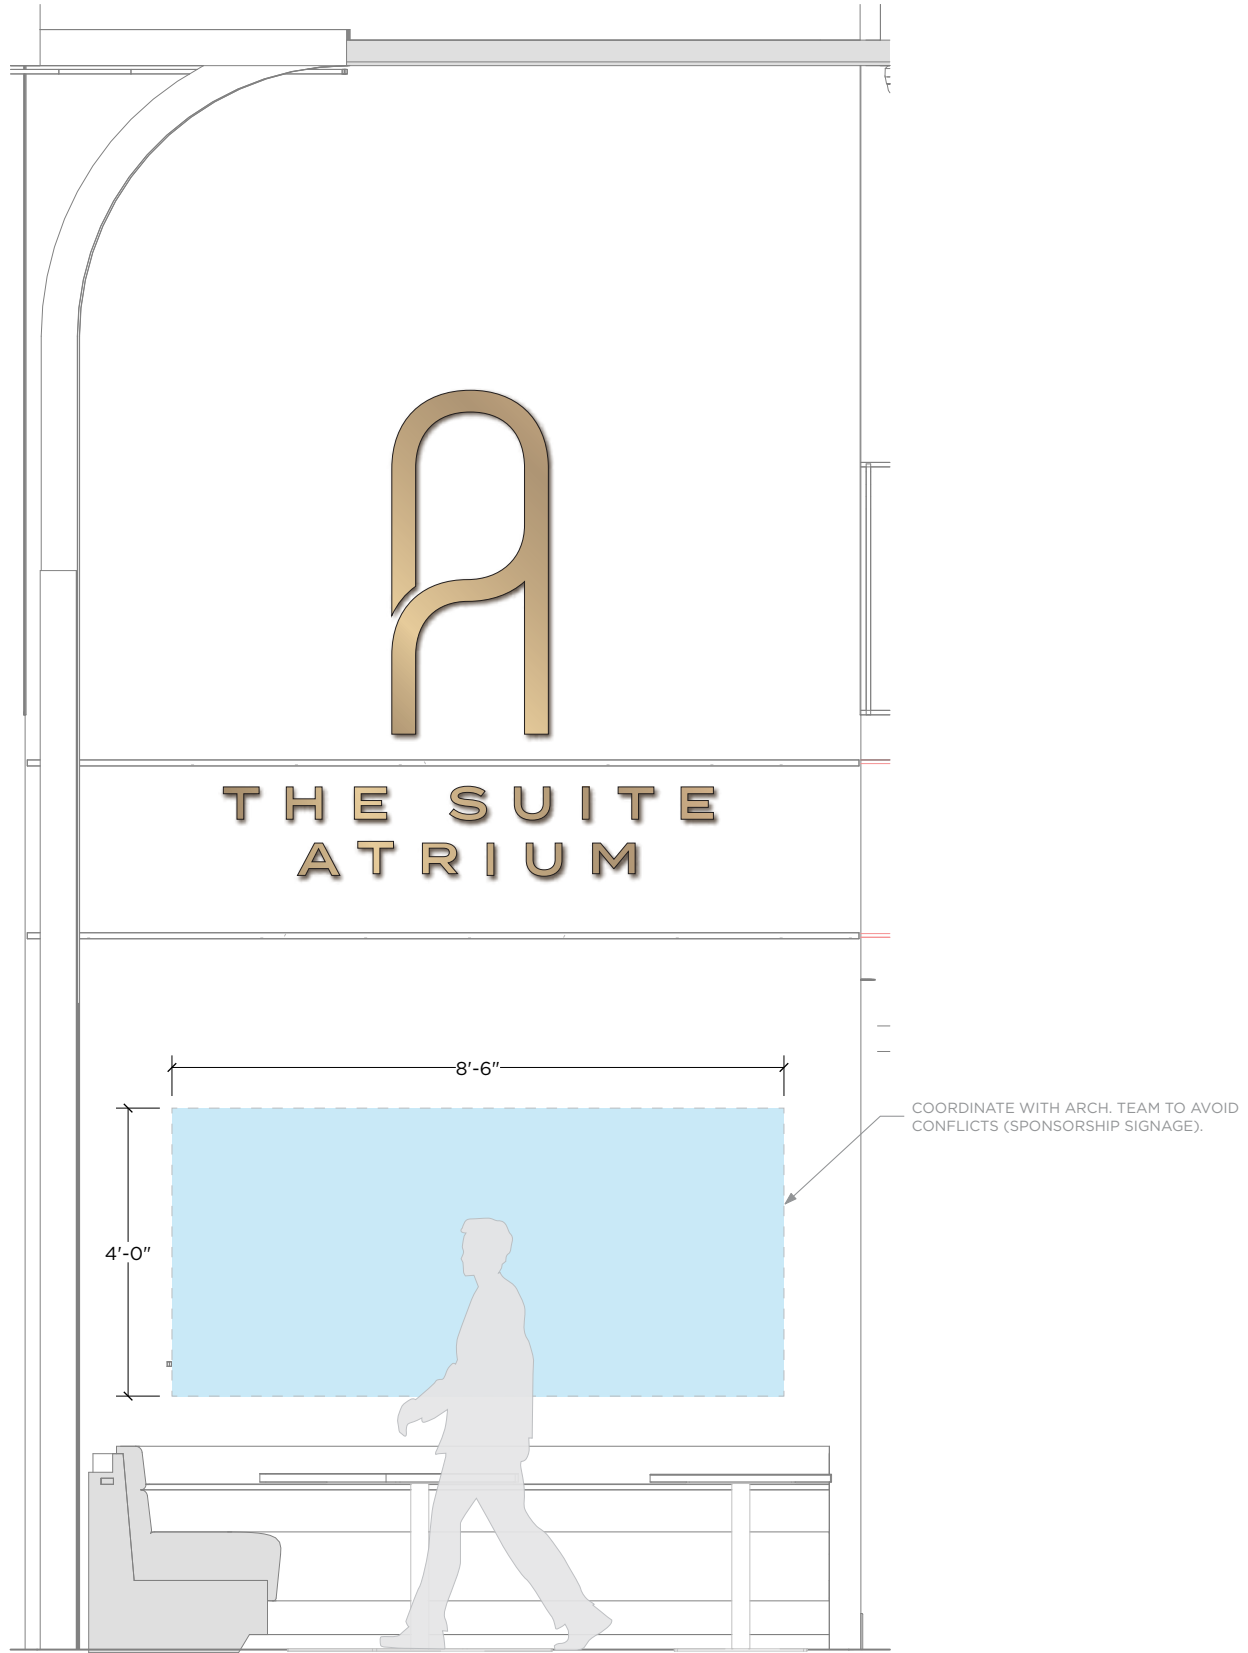 THE SUITE
ATRIUM
8'-6"
COORDINATE WITH ARCH. TEAM TO AVOID
CONFLICTS (SPONSORSHIP SIGNAGE).
4'-0"